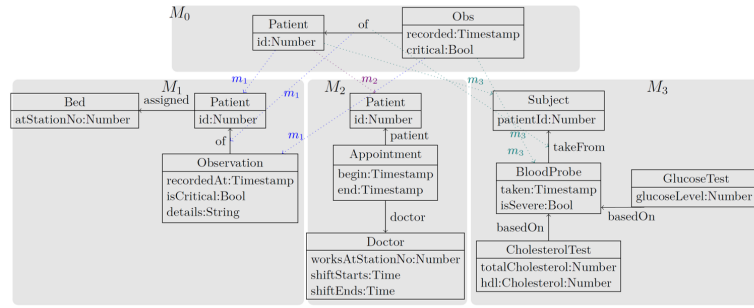 M0
Patient
id:Number
of
Obs
recorded:Timestamp
critical:Bool
M1
m1
m1
m1
Bed
atStationNo:Number
assigned
Patient
id:Number
of
Observation
recordedAt:Timestamp
isCritical:Bool
details:String
M2
m2
Patient
id:Number
patient
Appointment
begin:Timestamp
end:Timestamp
doctor
Doctor
worksAtStationNo:Number
shiftStarts:Time
shiftEnds:Time
M3
m3
m3
m3
Subject
patientId:Number
takeFrom
BloodProbe
taken:Timestamp
isSevere:Bool
GlucoseTest
glucoseLevel:Number
basedOn
basedOn
CholesterolTest
totalCholesterol:Number
hdl:Cholesterol:Number